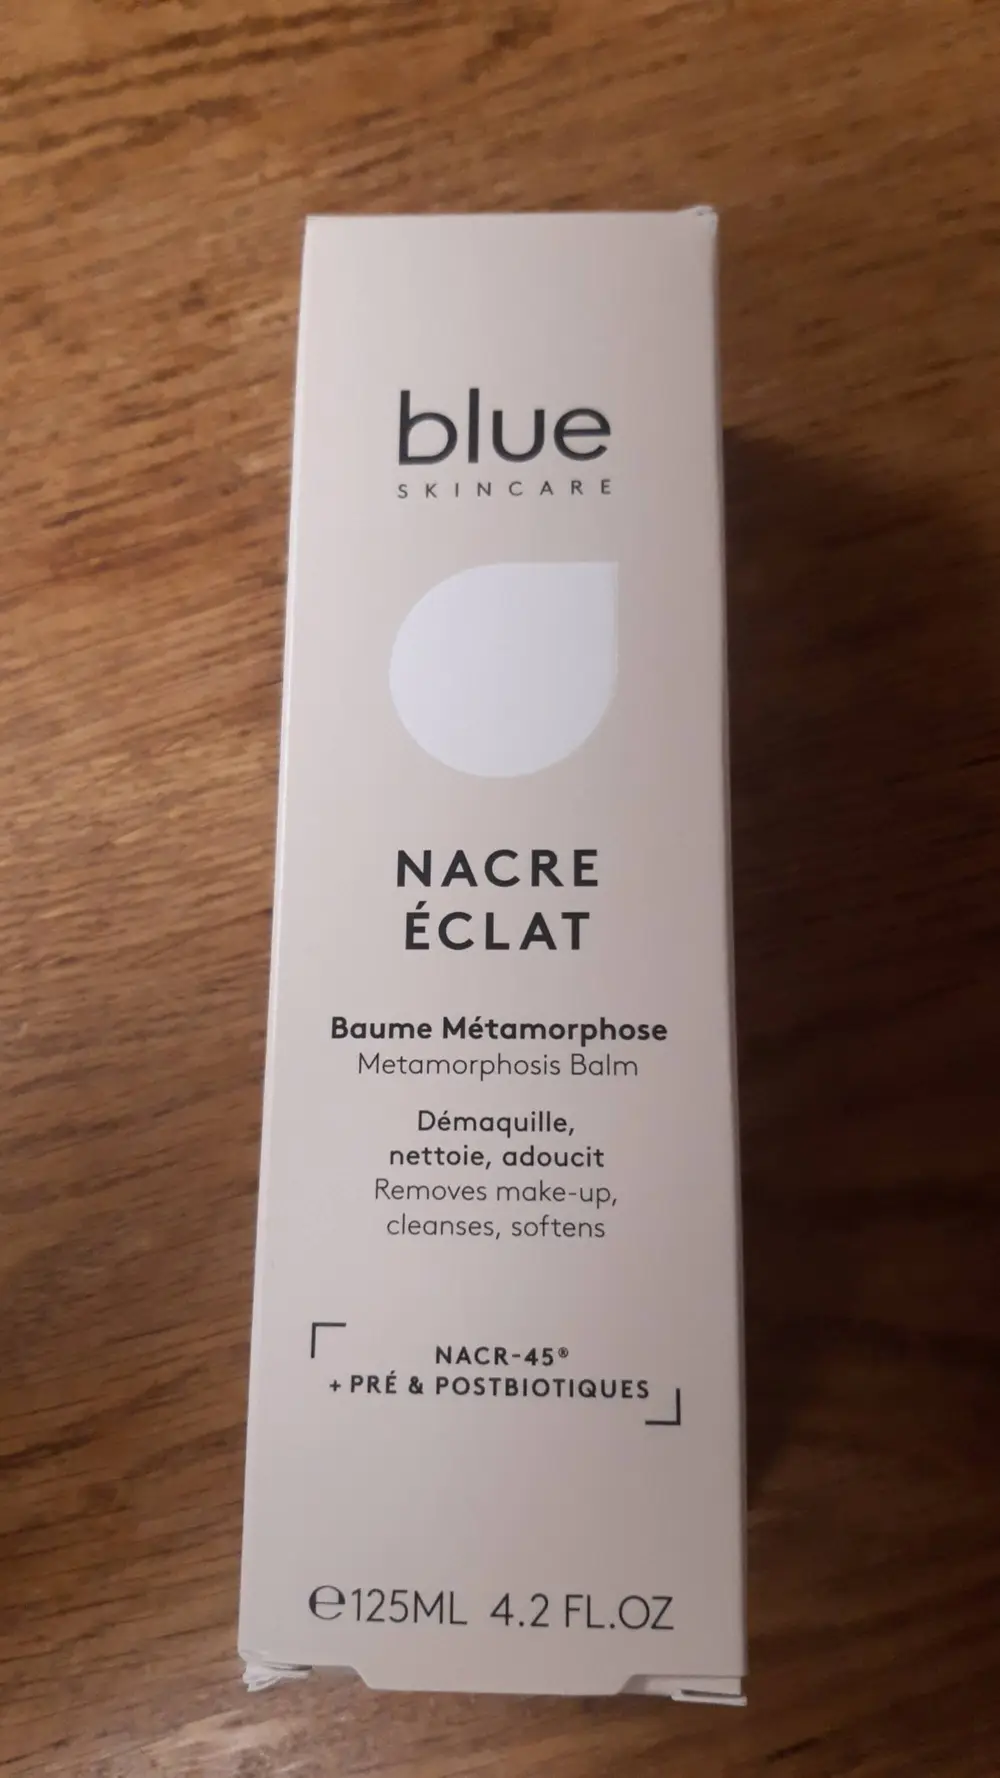 blue
SKINCARE
NACRE
ÉCLAT
Baume Métamorphose
Metamorphosis Balm
Démaquille,
nettoie, adoucit
Removes make-up,
cleanses, softens
NACR-45®
+ PRÉ & POSTBIOTIQUES
℮125ML 4.2 FL.OZ